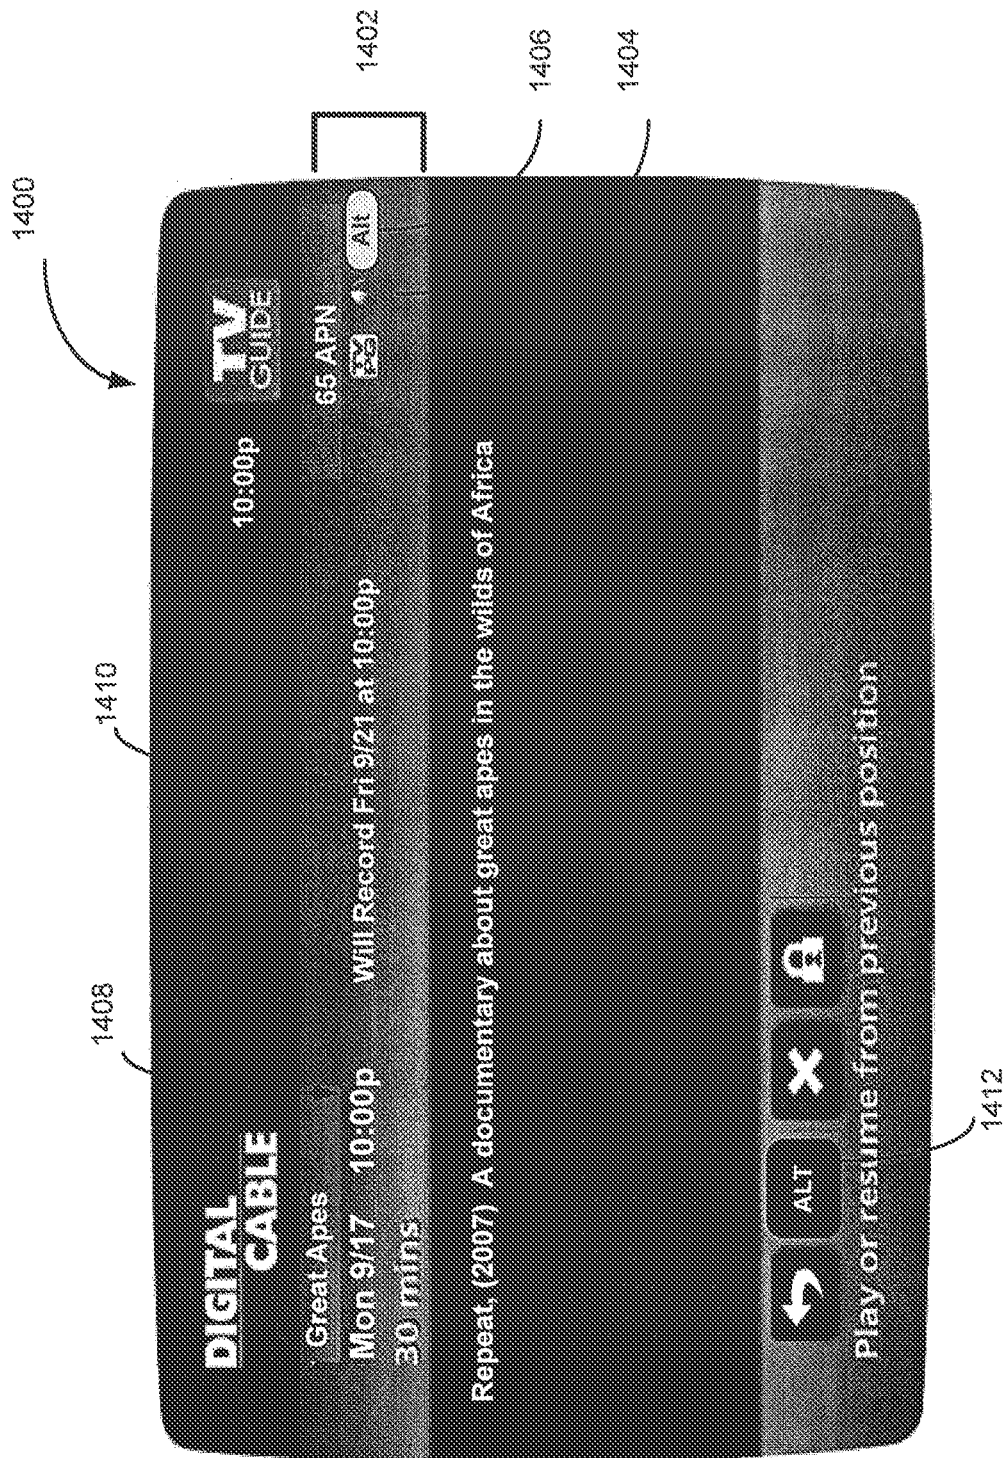 1400
1402
1406
1404
1408
1410
1412
DIGITAL
CABLE
10:00p
TV
GUIDE
Great Apes
65 APN
Mon 9/17 10:00p Will Record Fri 9/21 at 10:00p
TV
PG
Alt
30 mins
Repeat, (2007) A documentary about great apes in the wilds of Africa
ALT
Play or resume from previous position